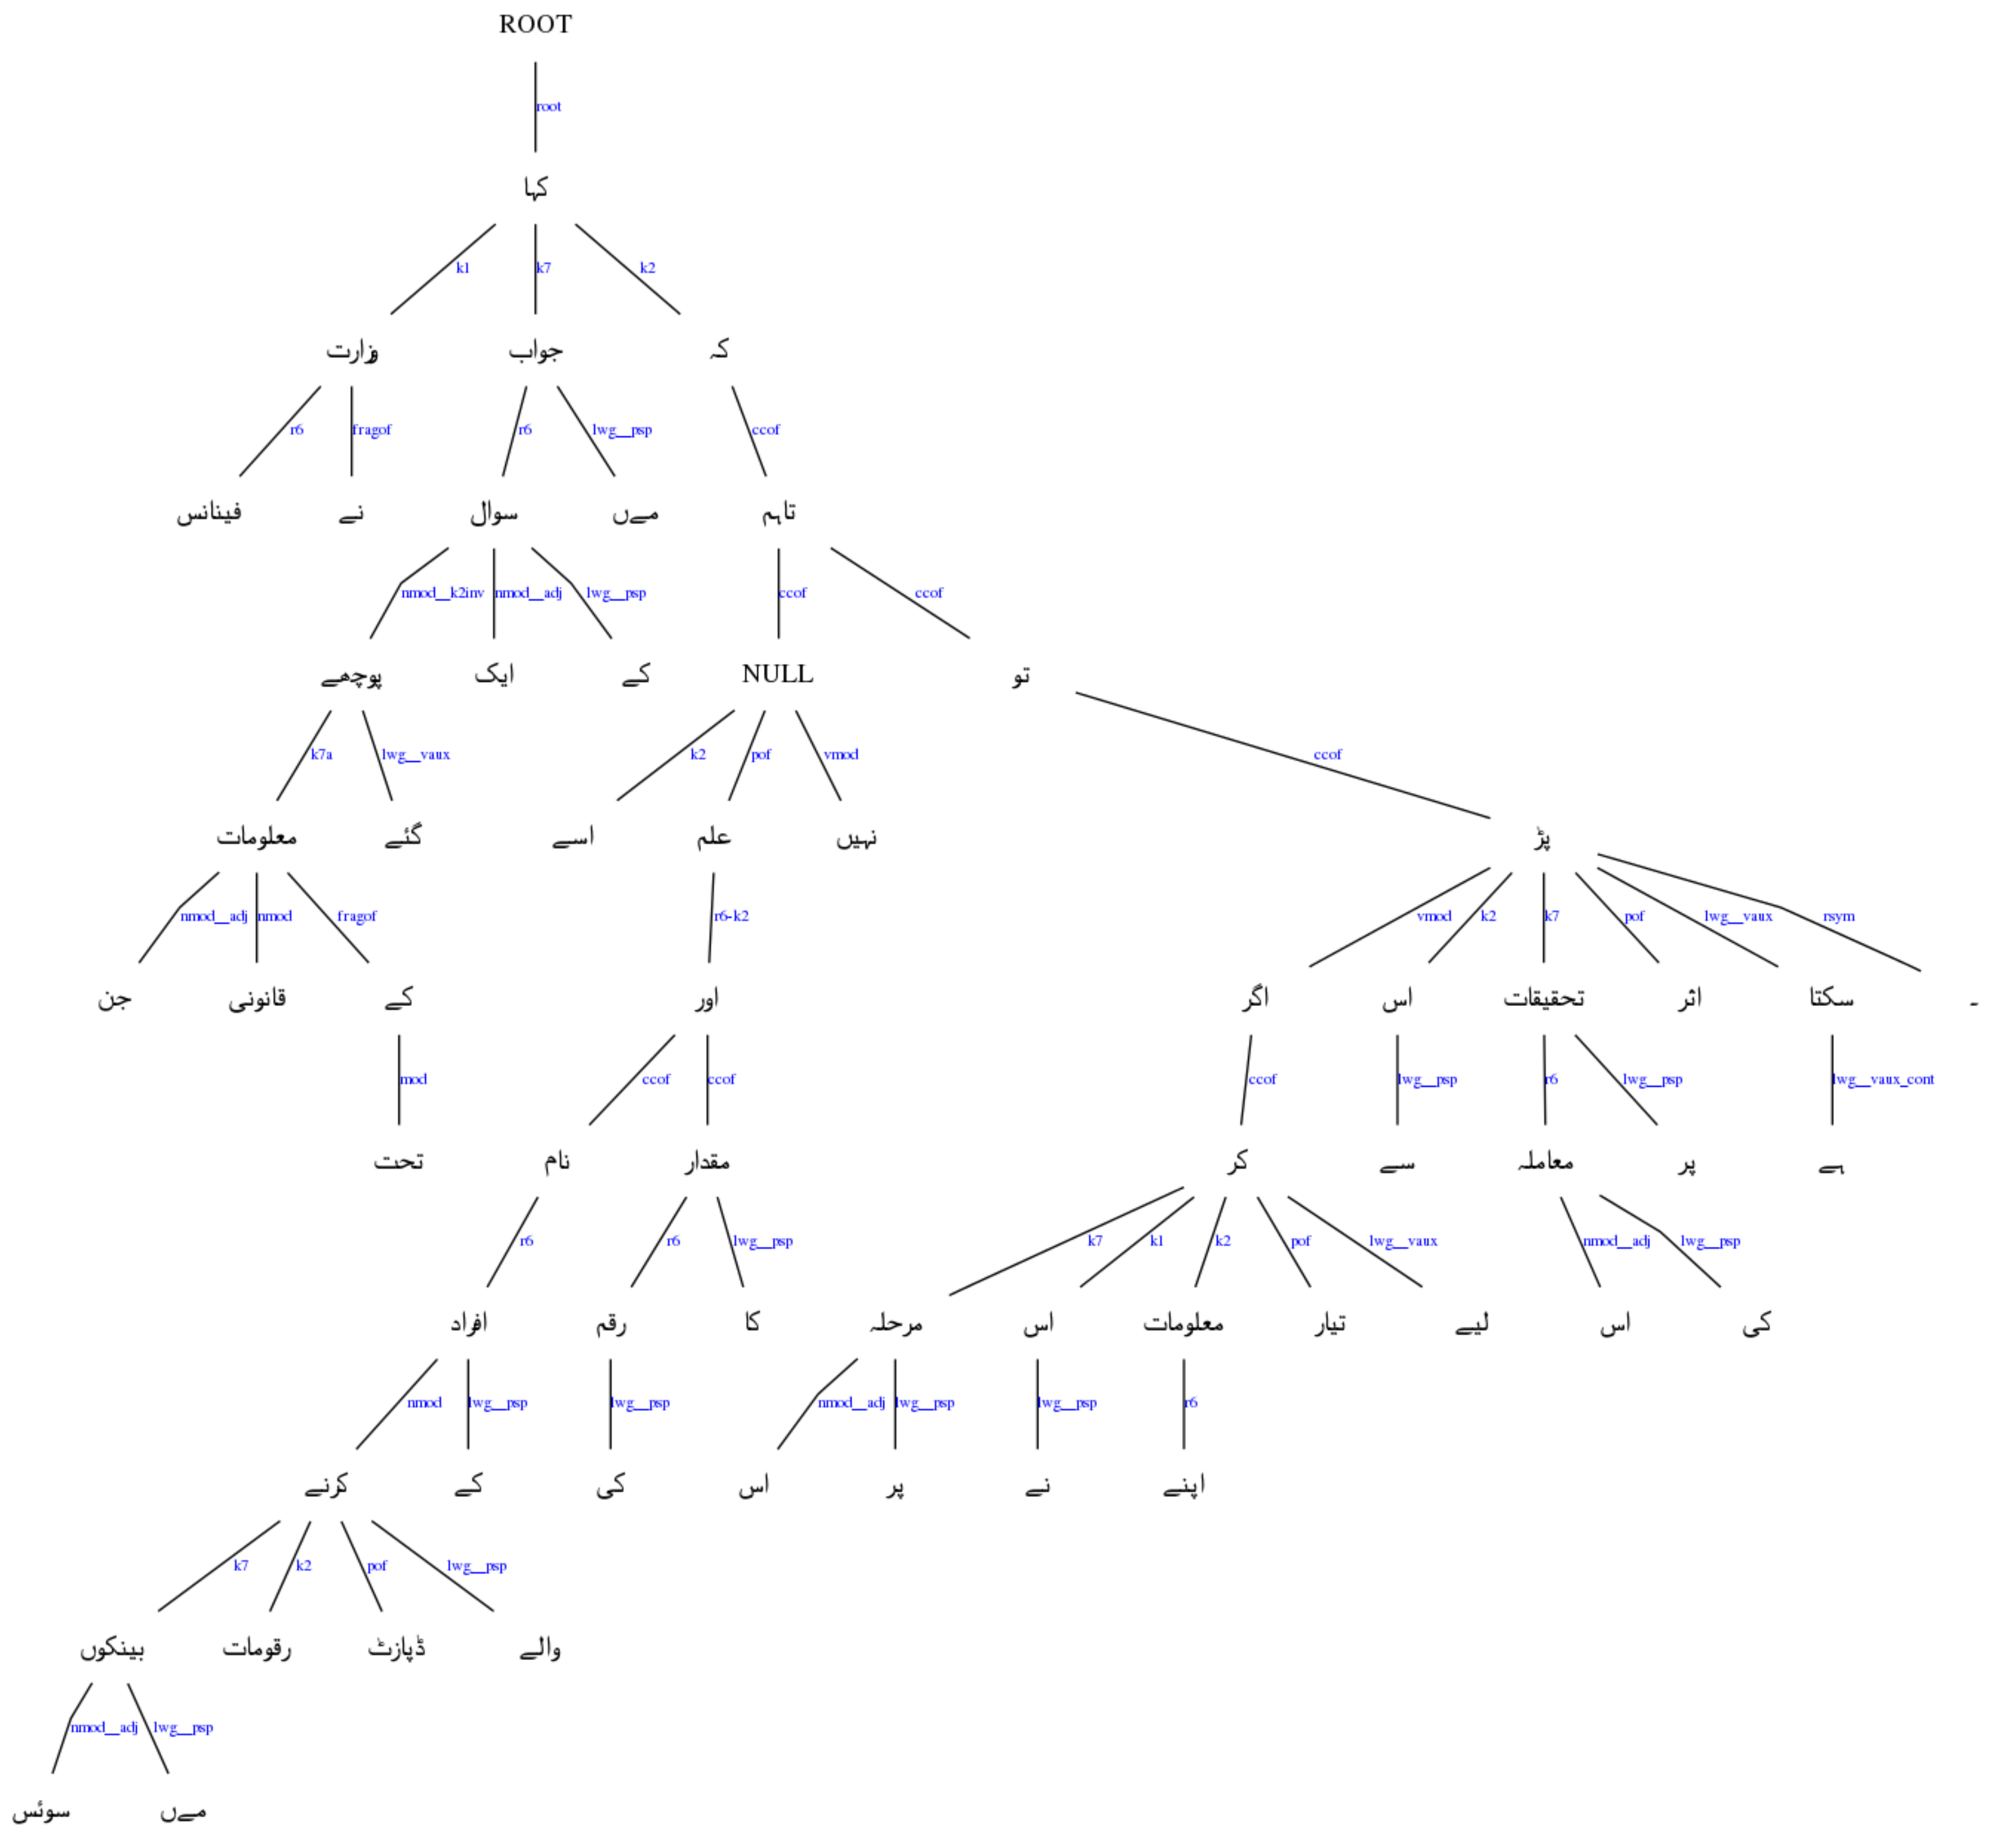 ROOT
root
کہا
k1 k7 k2
وزارت جواب کہ
r6 fragof r6 lwg__psp ccof
فینانس نے سوال مےں تاہم
nmod__k2inv nmod__adj lwg__psp ccof ccof
پوچھے ایک کے NULL تو
k7a lwg__vaux k2 pof vmod ccof
معلومات گئے اسے علم نہیں پڑ
nmod__adj nmod fragof r6-k2 vmod k2 k7 pof lwg__vaux rsym
جن قانونی کے اور اگر اس تحقیقات اثر سکتا ۔
mod ccof ccof ccof lwg__psp r6 lwg__psp lwg__vaux_cont
تحت نام مقدار کر سے معاملہ پر ہے
r6 r6 lwg__psp k7 k1 k2 pof lwg__vaux nmod__adj lwg__psp
افراد رقم کا مرحلہ اس معلومات تیار لیے اس کی
nmod lwg__psp lwg__psp nmod__adj lwg__psp lwg__psp r6
کرنے کے کی اس پر نے اپنے
k7 k2 pof lwg__psp
بینکوں رقومات ڈپازٹ والے
nmod__adj lwg__psp
سوئس مےں